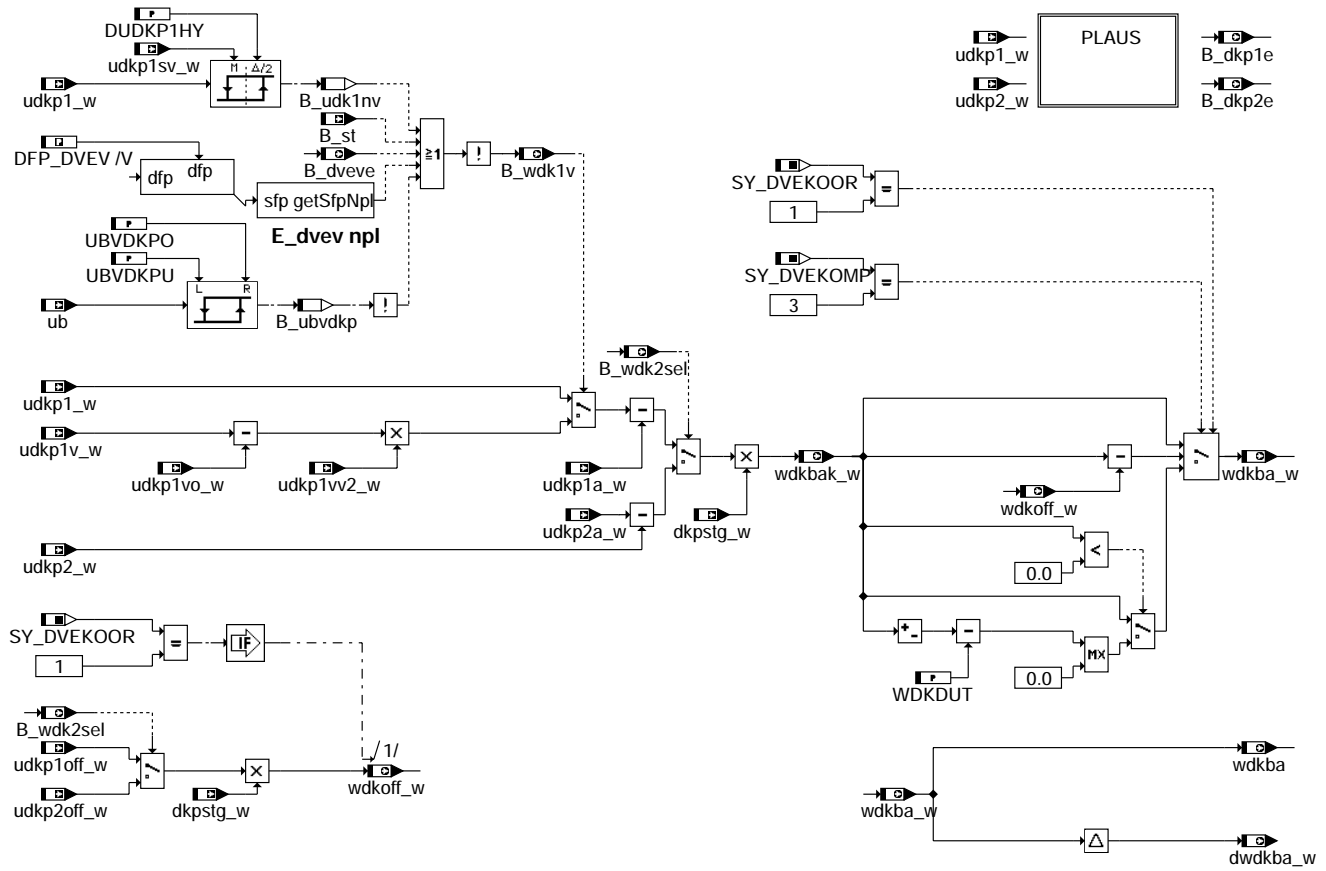 P
DUDKP1HY
udkp1sv_w
M Δ/2
udkp1_w
B_udk1nv
B_st
P
DFP_DVEV /V
dfp dfp
B_dveve
≥1
!
B_wdk1v
sfp getSfpNpl
E_dvev npl
P
UBVDKPO
P
UBVDKPU
L R
ub
B_ubvdkp
!
udkp1_w
PLAUS
B_dkp1e
udkp2_w
B_dkp2e
SY_DVEKOOR
=
1
SY_DVEKOMP
=
3
B_wdk2sel
udkp1_w
udkp1v_w
udkp1vo_w
udkp1vv2_w
udkp1a_w
udkp2a_w
udkp2_w
dkpstg_w
wdkbak_w
wdkoff_w
wdkba_w
<
0.0
MX
0.0
P
WDKDUT
SY_DVEKOOR
=
IF
1
B_wdk2sel
udkp1off_w
udkp2off_w
dkpstg_w
/1/
wdkoff_w
wdkba
wdkba_w
Δ
dwdkba_w